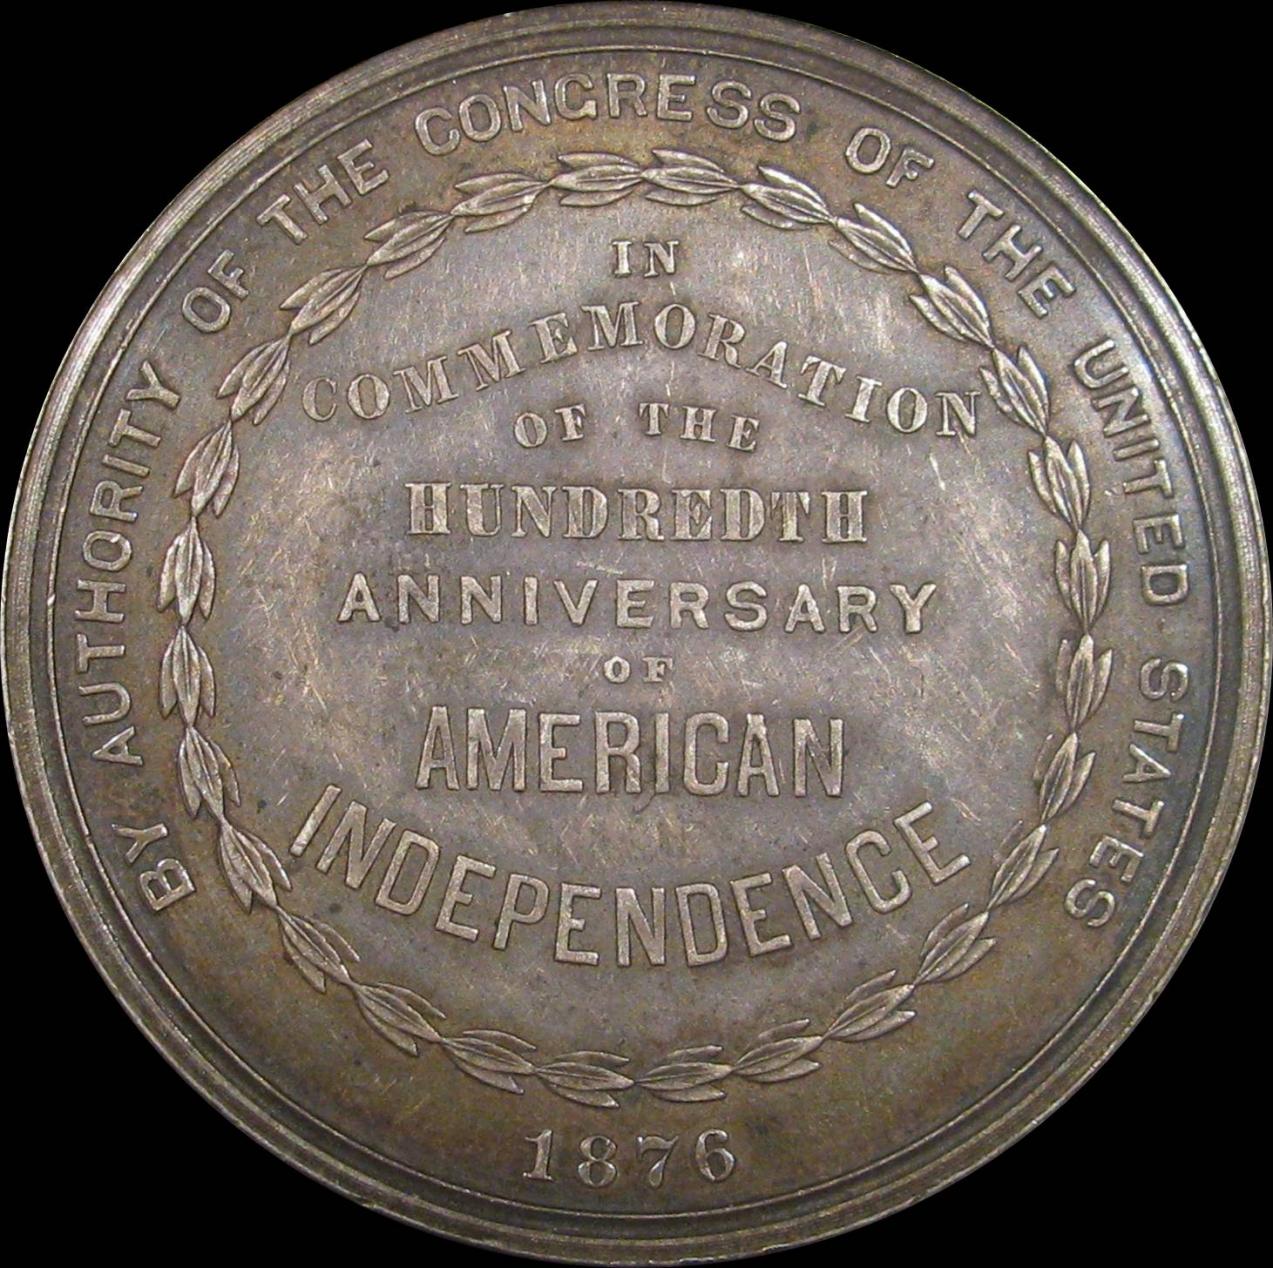 BY AUTHORITY OF THE CONGRESS OF THE UNITED STATES
IN
COMMEMORATION
OF THE
HUNDREDTH
ANNIVERSARY
OF
AMERICAN
INDEPENDENCE
1876